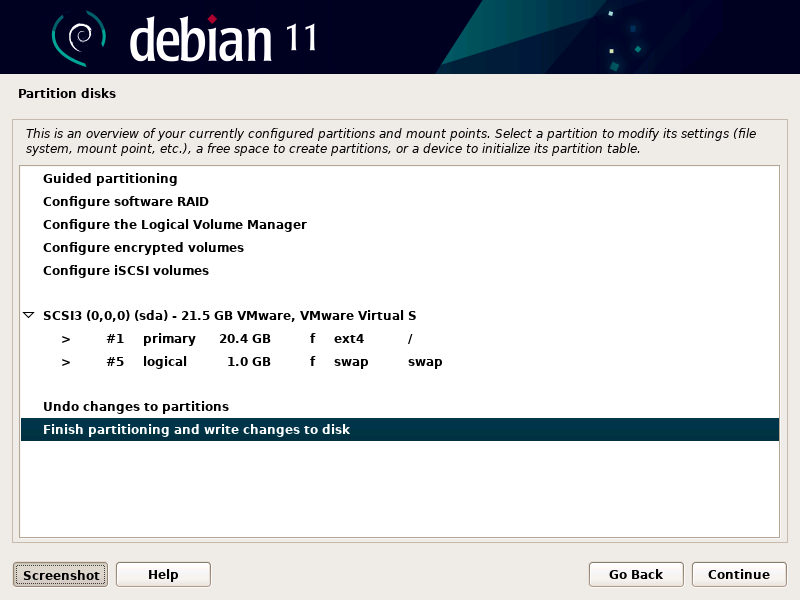 debian 11
Partition disks
This is an overview of your currently configured partitions and mount points. Select a partition to modify its settings (file
system, mount point, etc.), a free space to create partitions, or a device to initialize its partition table.
Guided partitioning
Configure software RAID
Configure the Logical Volume Manager
Configure encrypted volumes
Configure iSCSI volumes
SCSI3 (0,0,0) (sda) - 21.5 GB VMware, VMware Virtual S
> #1 primary 20.4 GB f ext4 /
> #5 logical 1.0 GB f swap swap
Undo changes to partitions
Finish partitioning and write changes to disk
Screenshot Help Go Back Continue